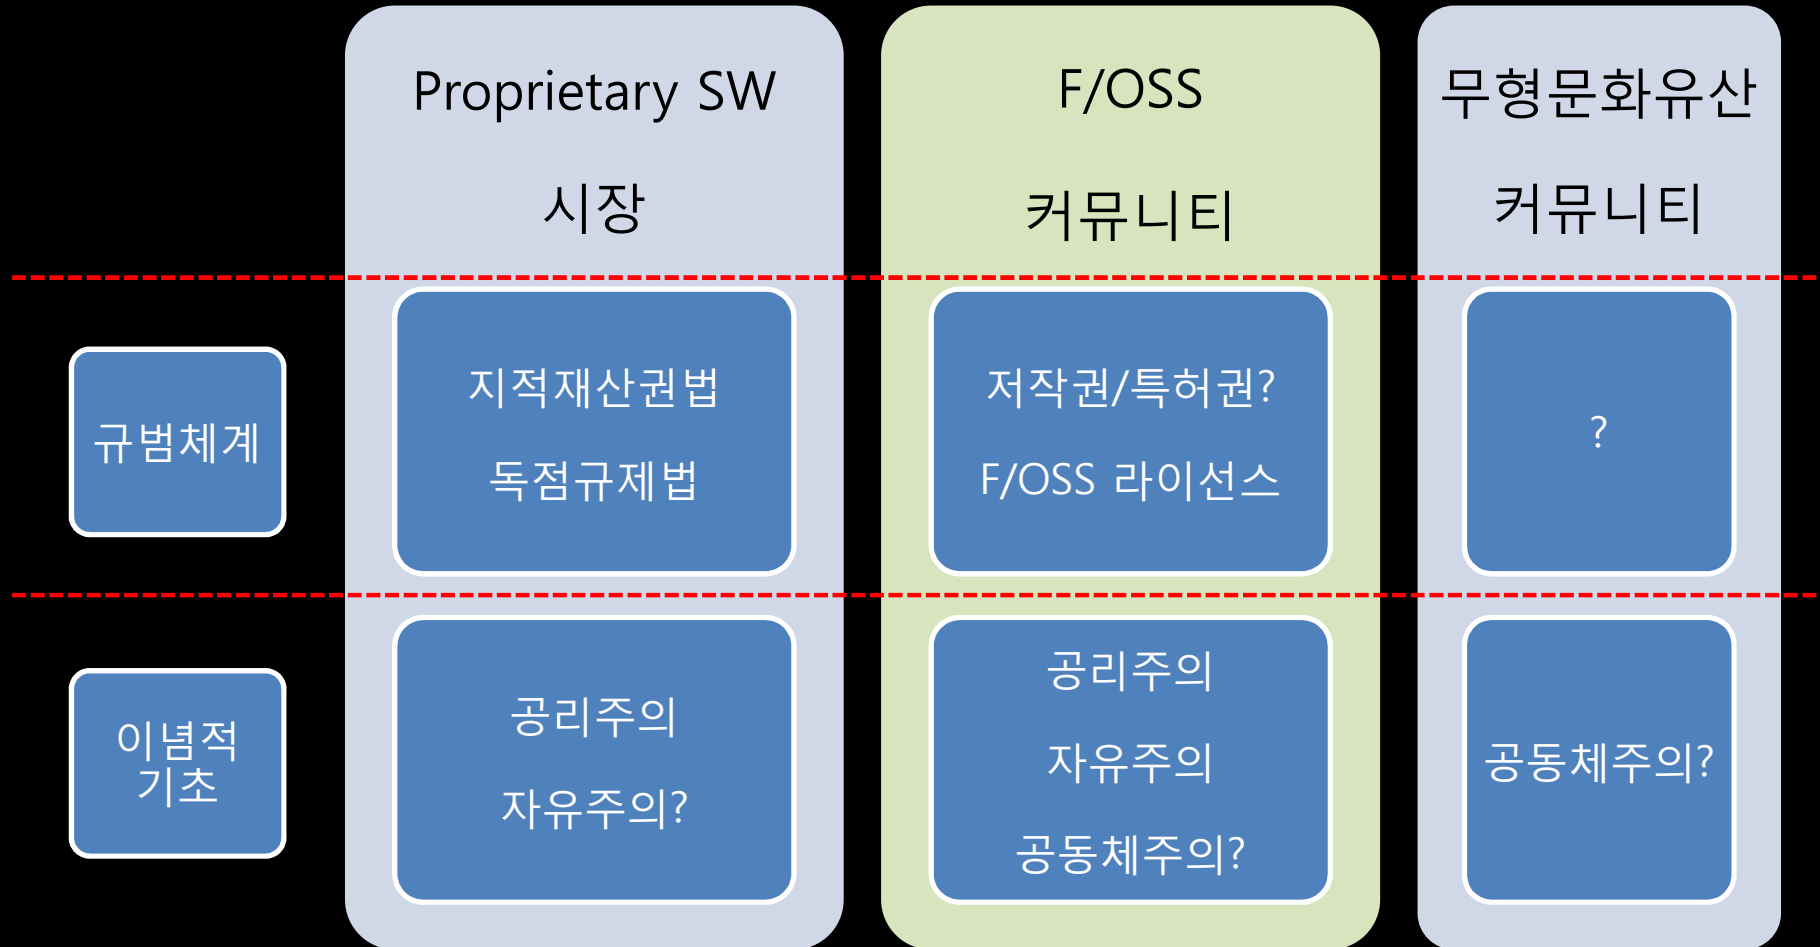 Proprietary SW
시장
F/OSS
커뮤니티
무형문화유산
커뮤니티
규범체계
지적재산권법
독점규제법
저작권/특허권?
F/OSS 라이선스
?
이념적
기초
공리주의
자유주의?
공리주의
자유주의
공동체주의?
공동체주의?